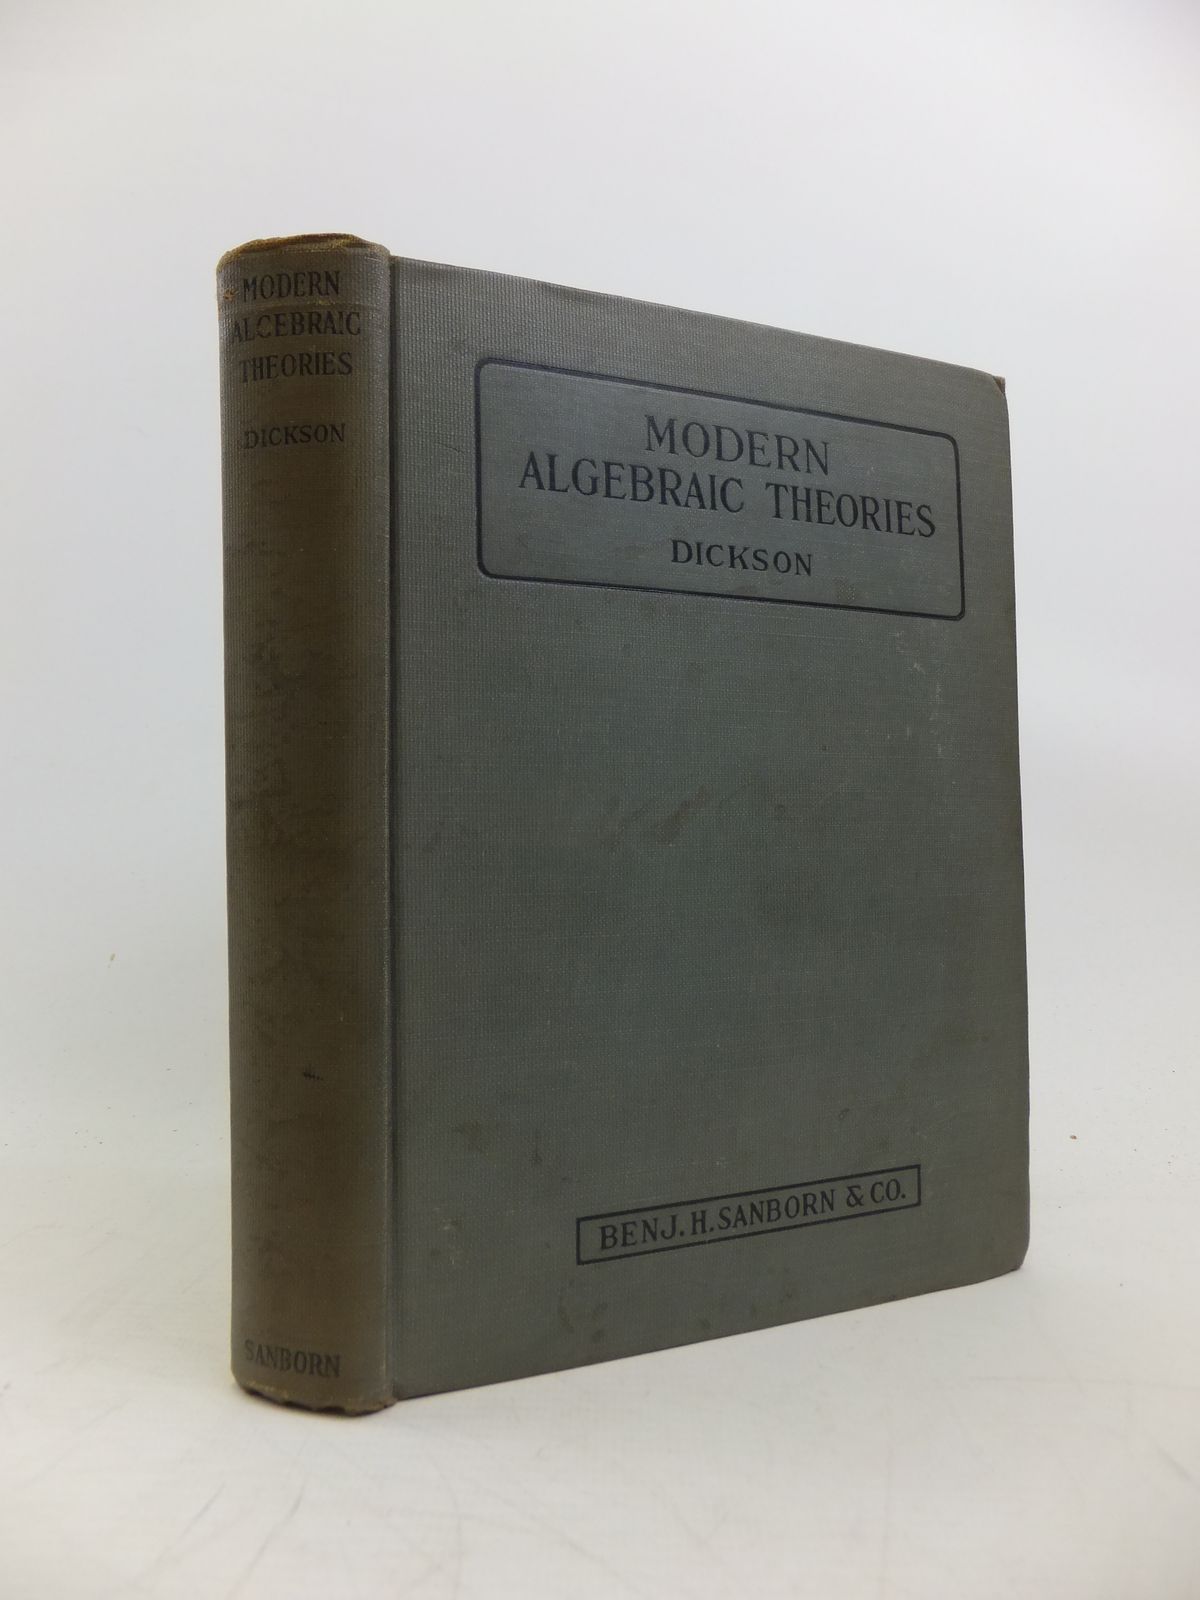 MODERN
ALGEBRAIC
THEORIES
DICKSON
SANBORN
MODERN
ALGEBRAIC THEORIES
DICKSON
BENJ. H. SANBORN & CO.